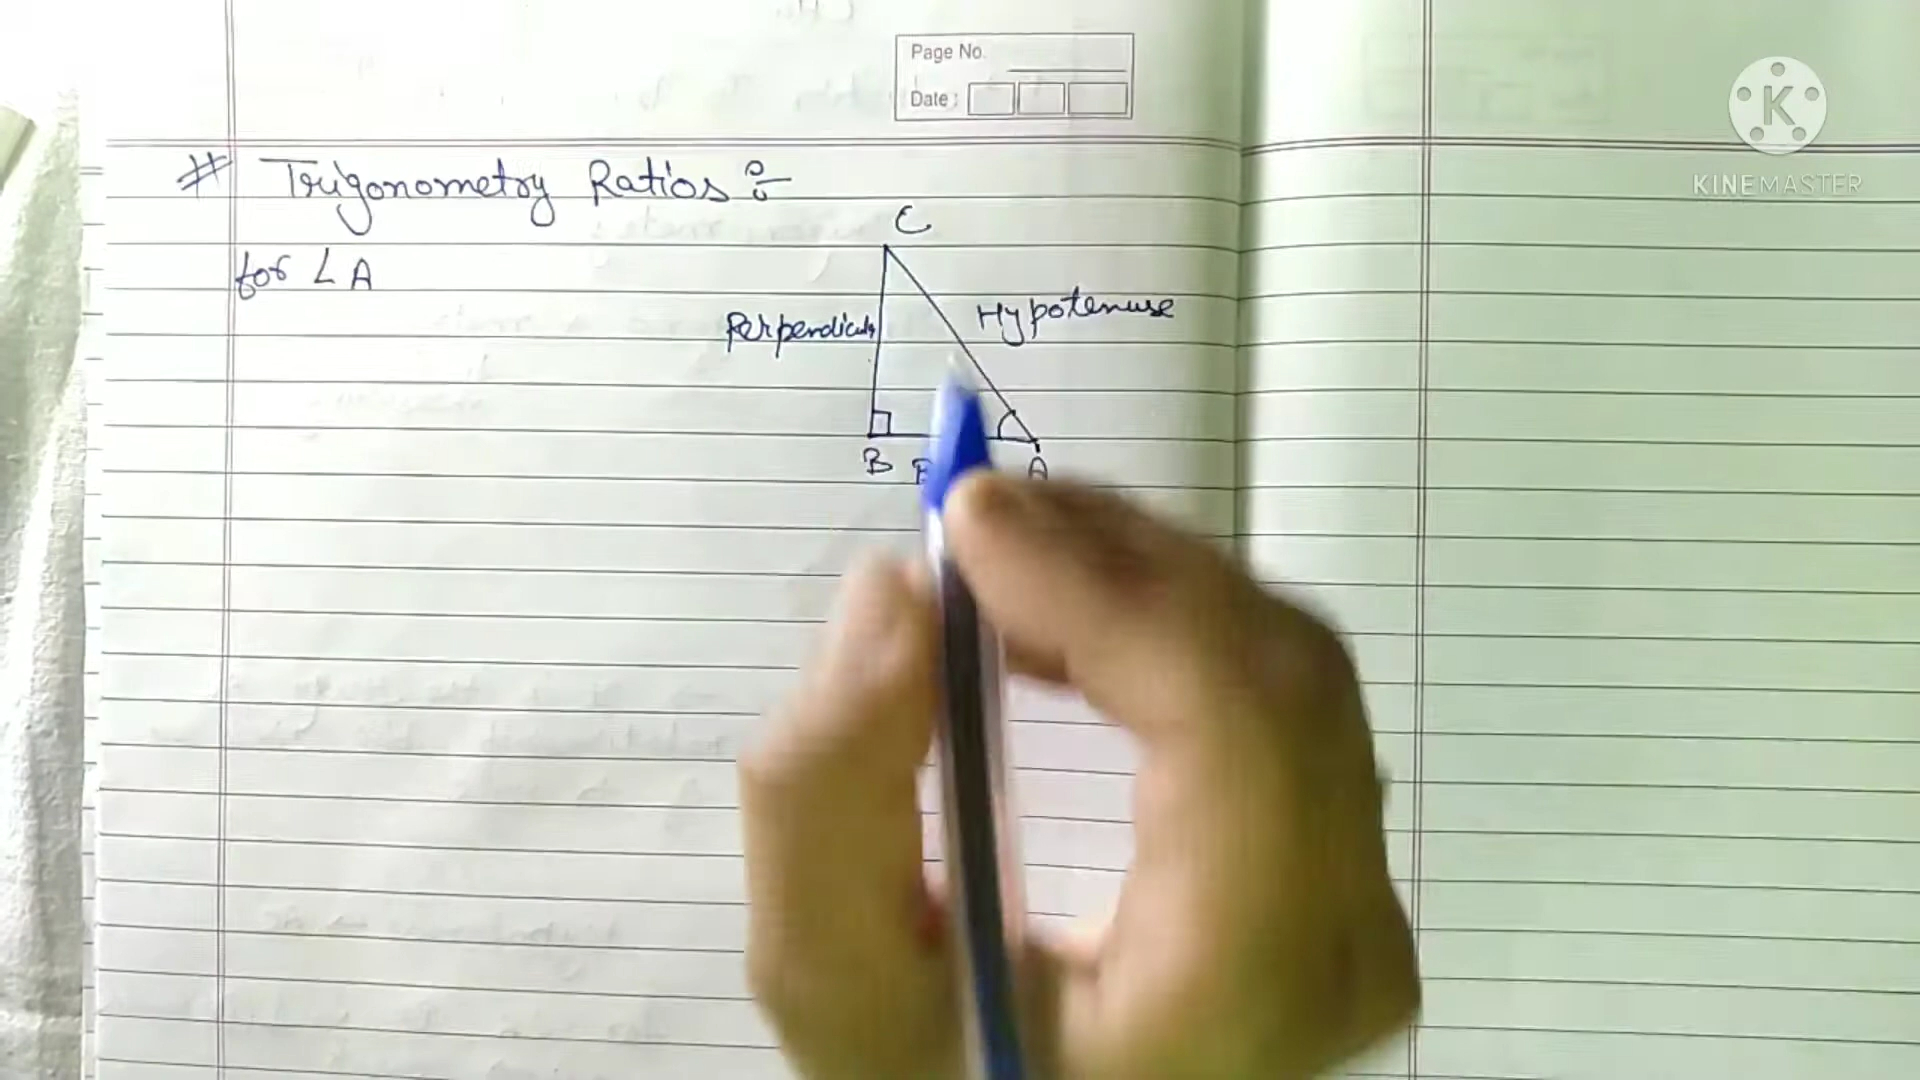 Page No.
Date :
KINEMASTER
# Trigonometry Ratios :-
for ∠A
C
Hypotenuse
B
A